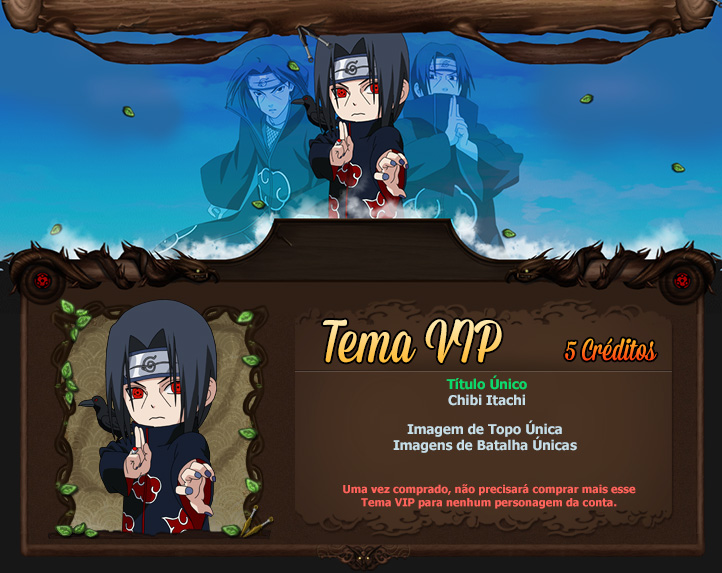 Tema VIP
5 Créditos
Título Único
Chibi Itachi
Imagem de Topo Única
Imagens de Batalha Únicas
Uma vez comprado, não precisará comprar mais esse
Tema VIP para nenhum personagem da conta.